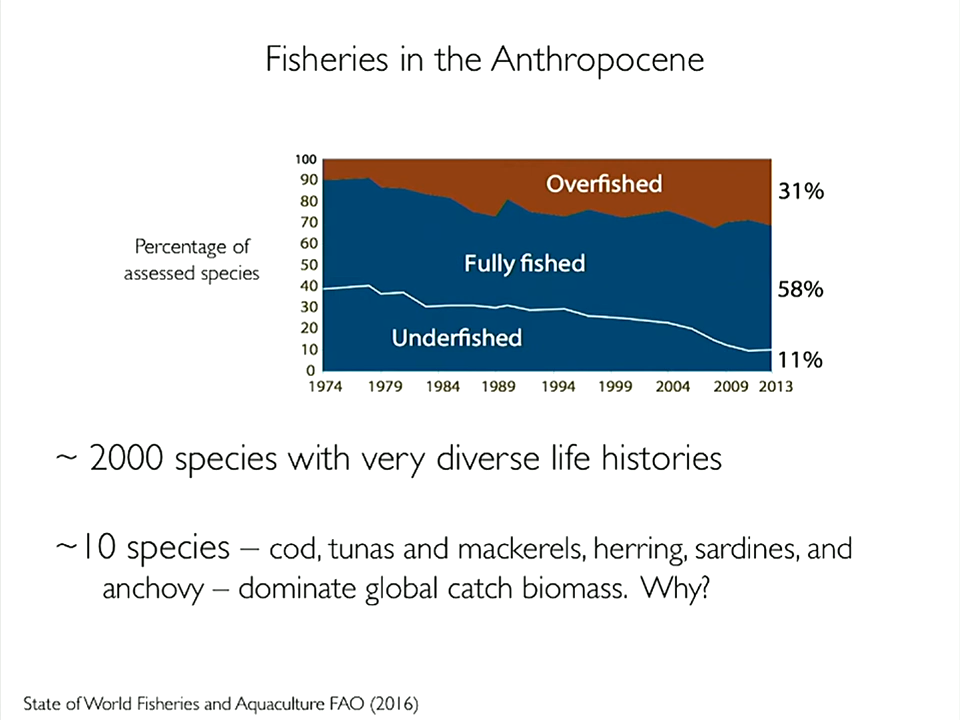 Fisheries in the Anthropocene
100
90
80
70
60
50
40
30
20
10
0
Percentage of
assessed species
Overfished
Fully fished
Underfished
31%
58%
11%
1974 1979 1984 1989 1994 1999 2004 2009 2013
~ 2000 species with very diverse life histories
~10 species – cod, tunas and mackerels, herring, sardines, and
anchovy – dominate global catch biomass. Why?
State of World Fisheries and Aquaculture FAO (2016)